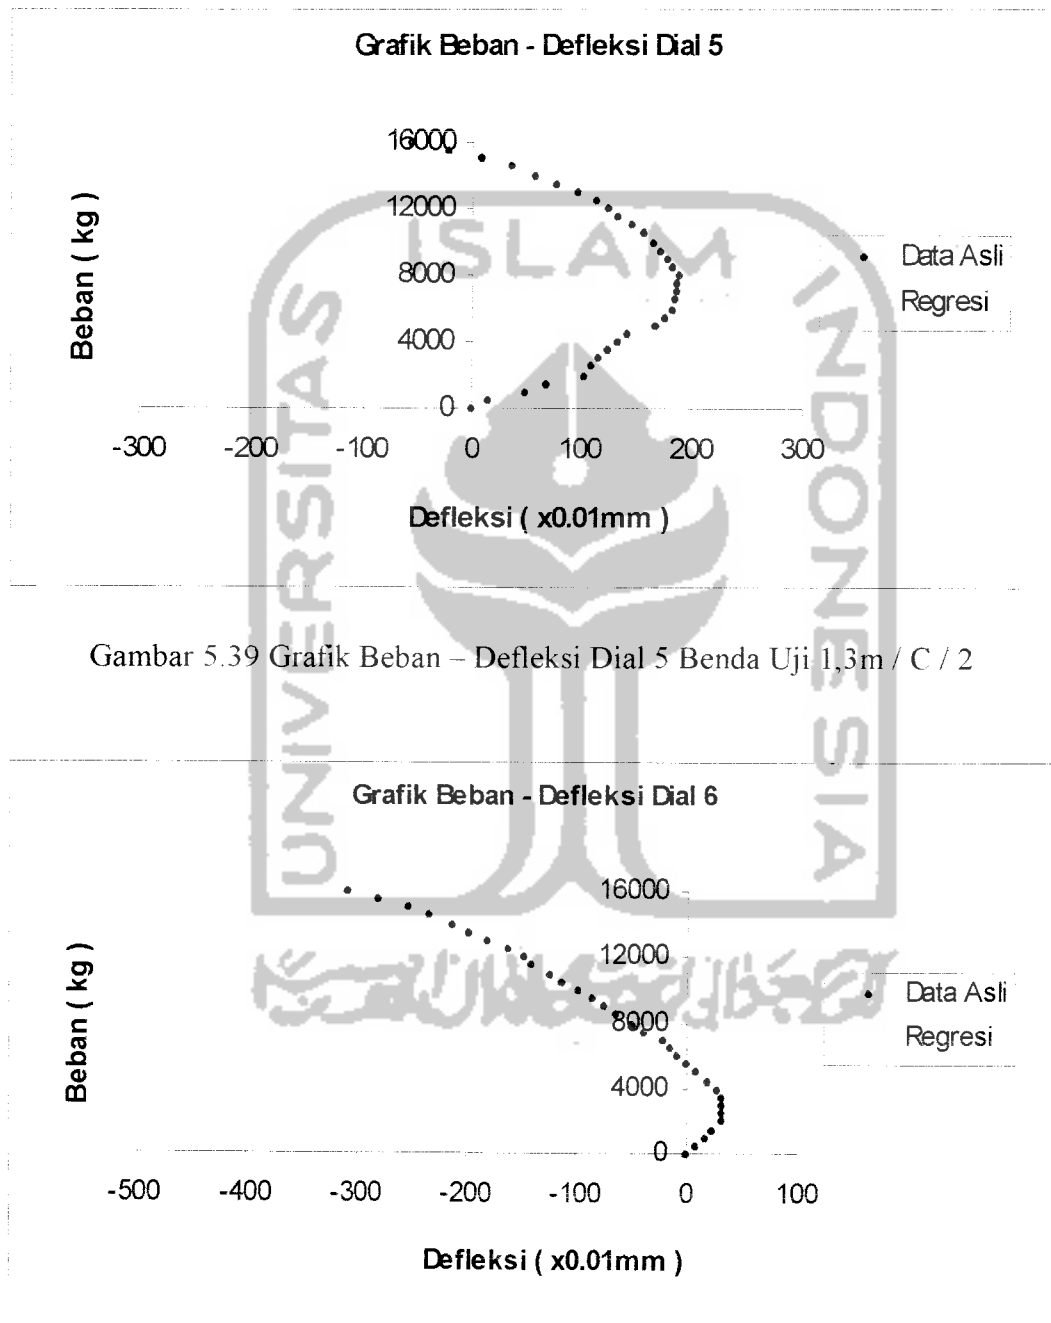 Grafik Beban - Defleksi Dial 5
16000
12000
8000
4000
0
Beban ( kg )
-300 -200 -100 0 100 200 300
Defleksi ( x0.01mm )
Data Asli
Regresi
Gambar 5.39 Grafik Beban – Defleksi Dial 5 Benda Uji 1,3m / C / 2
Grafik Beban - Defleksi Dial 6
16000
12000
8000
4000
0
Beban ( kg )
-500 -400 -300 -200 -100 0 100
Defleksi ( x0.01mm )
Data Asli
Regresi
UNIVERSITAS
ISLAM
INDONESIA